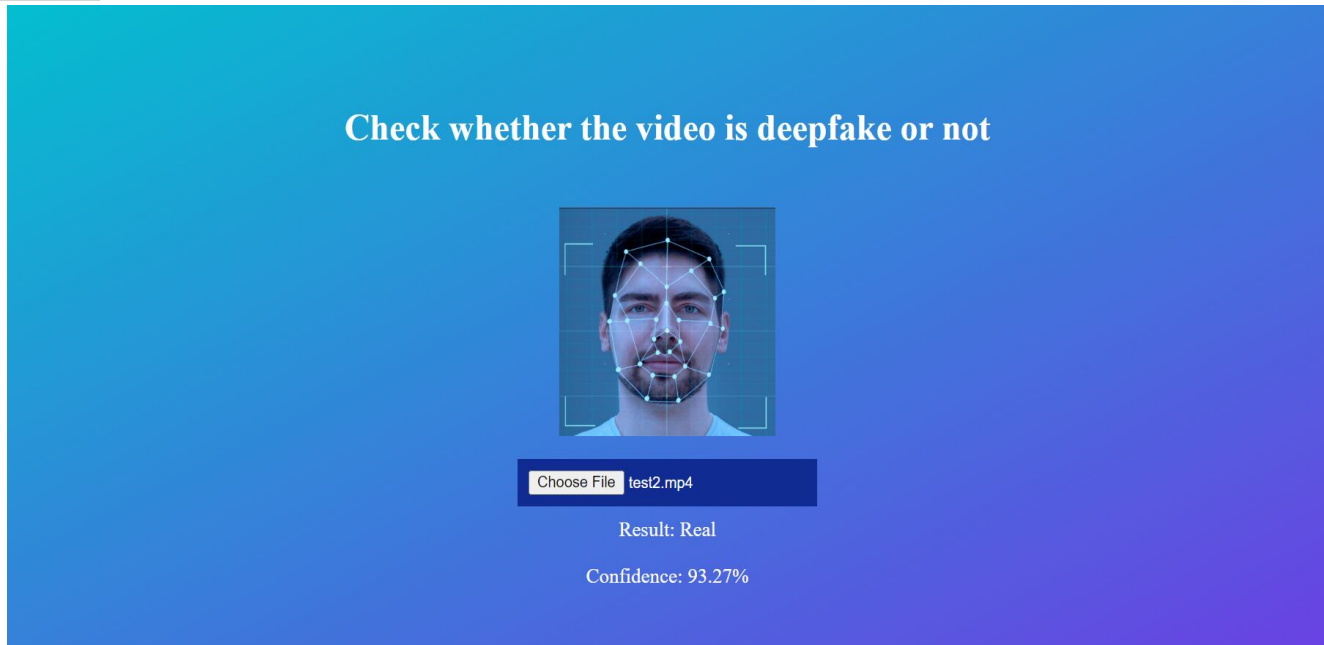 Check whether the video is deepfake or not
Choose File test2.mp4
Result: Real
Confidence: 93.27%